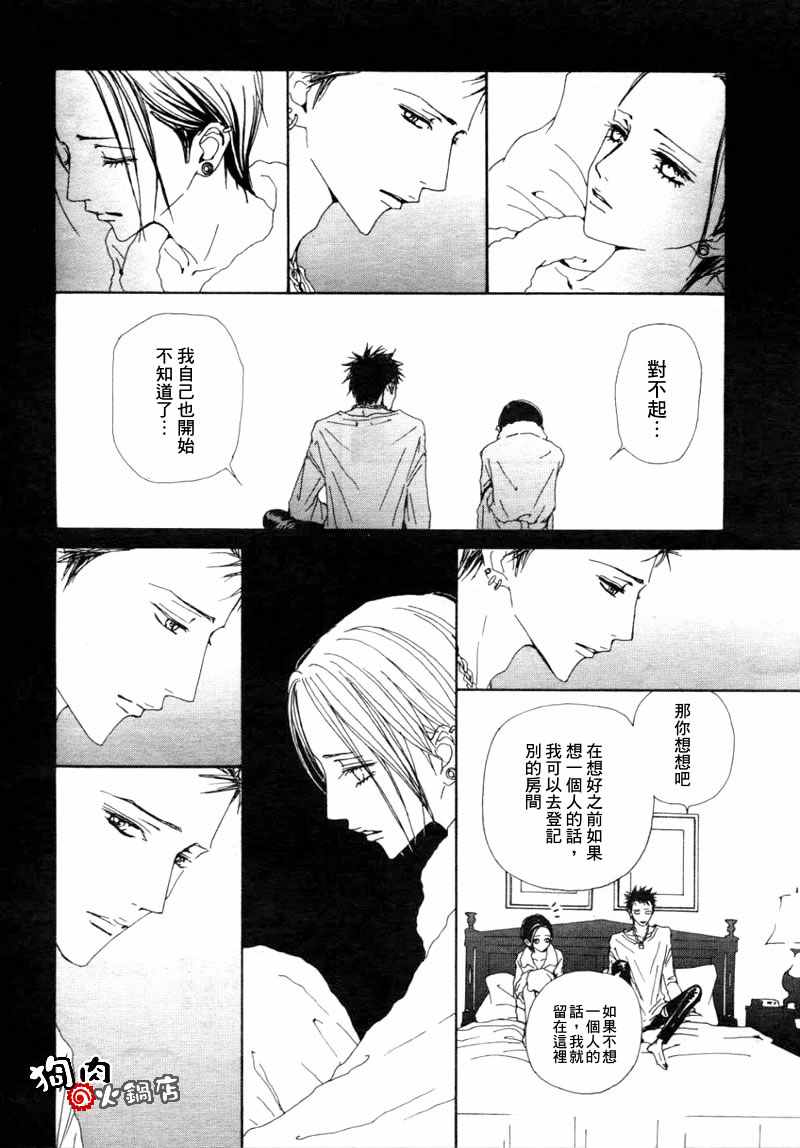 對不起…
我自己也開始
不知道了…
那你想想吧
在想好之前如果
想一個人的話，
我可以去登記
別的房間
如果不想
一個人的
話，我就
留在這裡
狗肉
火鍋店